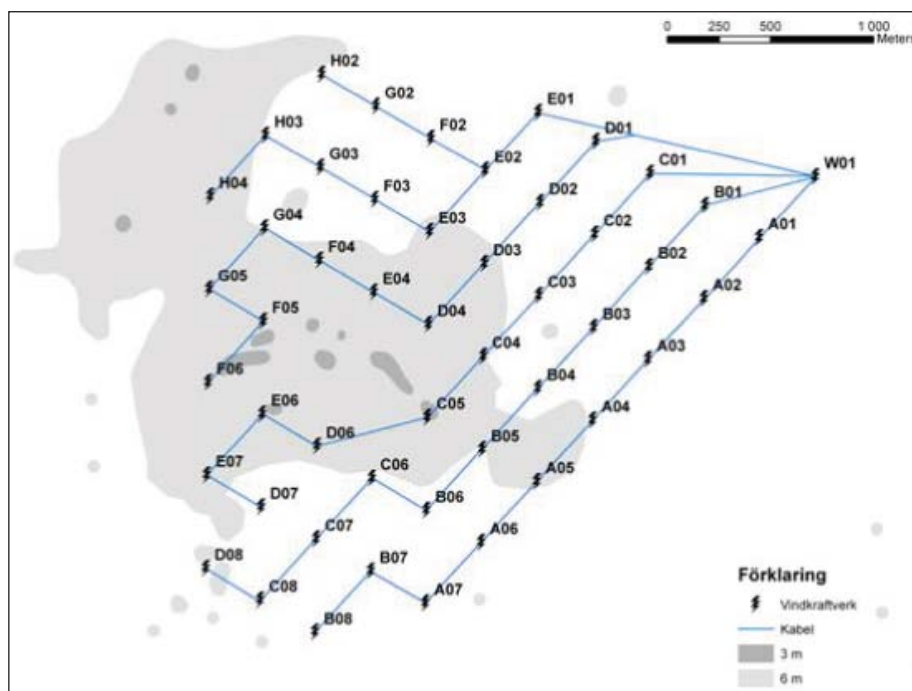 0 250 500 1 000
Meters
H02
G02
E01
H03
F02
D01
G03
E02
C01
W01
H04
F03
D02
B01
G04
E03
C02
A01
F04
D03
B02
G05
E04
C03
A02
F05
D04
B03
F06
C04
A03
E06
C05
B04
D06
A04
E07
C06
B05
D07
B06
A05
D08
C07
B07
A06
C08
A07
B08
Förklaring
Vindkraftverk
Kabel
3 m
6 m